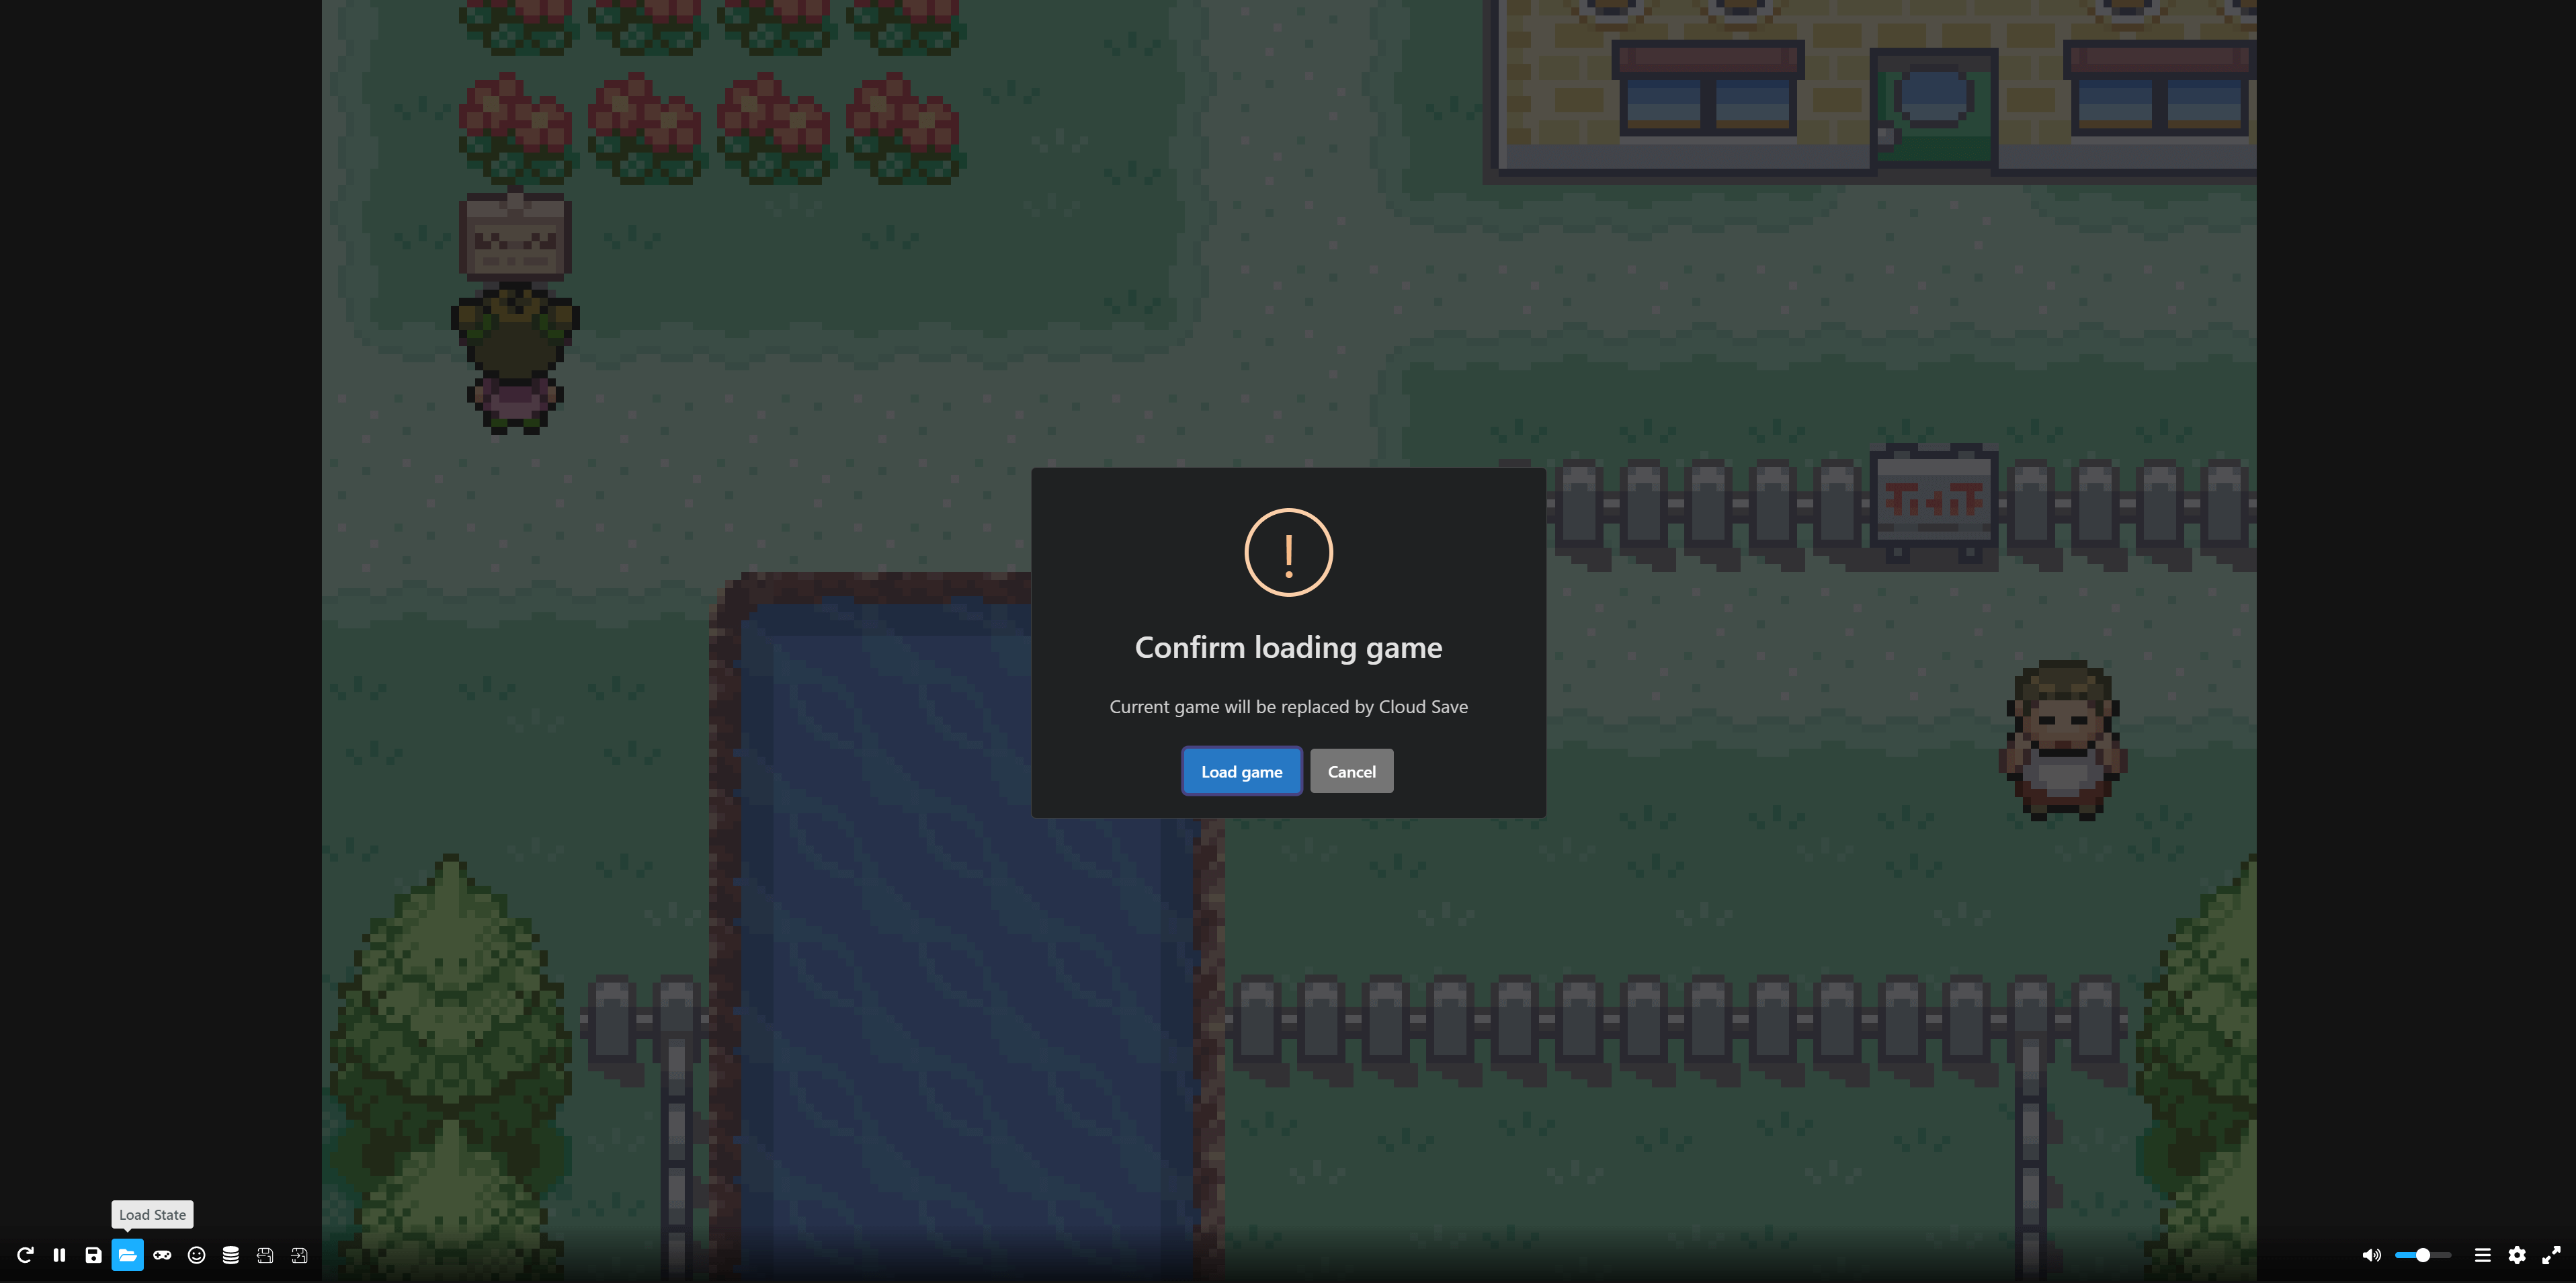 Confirm loading game
Current game will be replaced by Cloud Save
Load game
Cancel
Load State